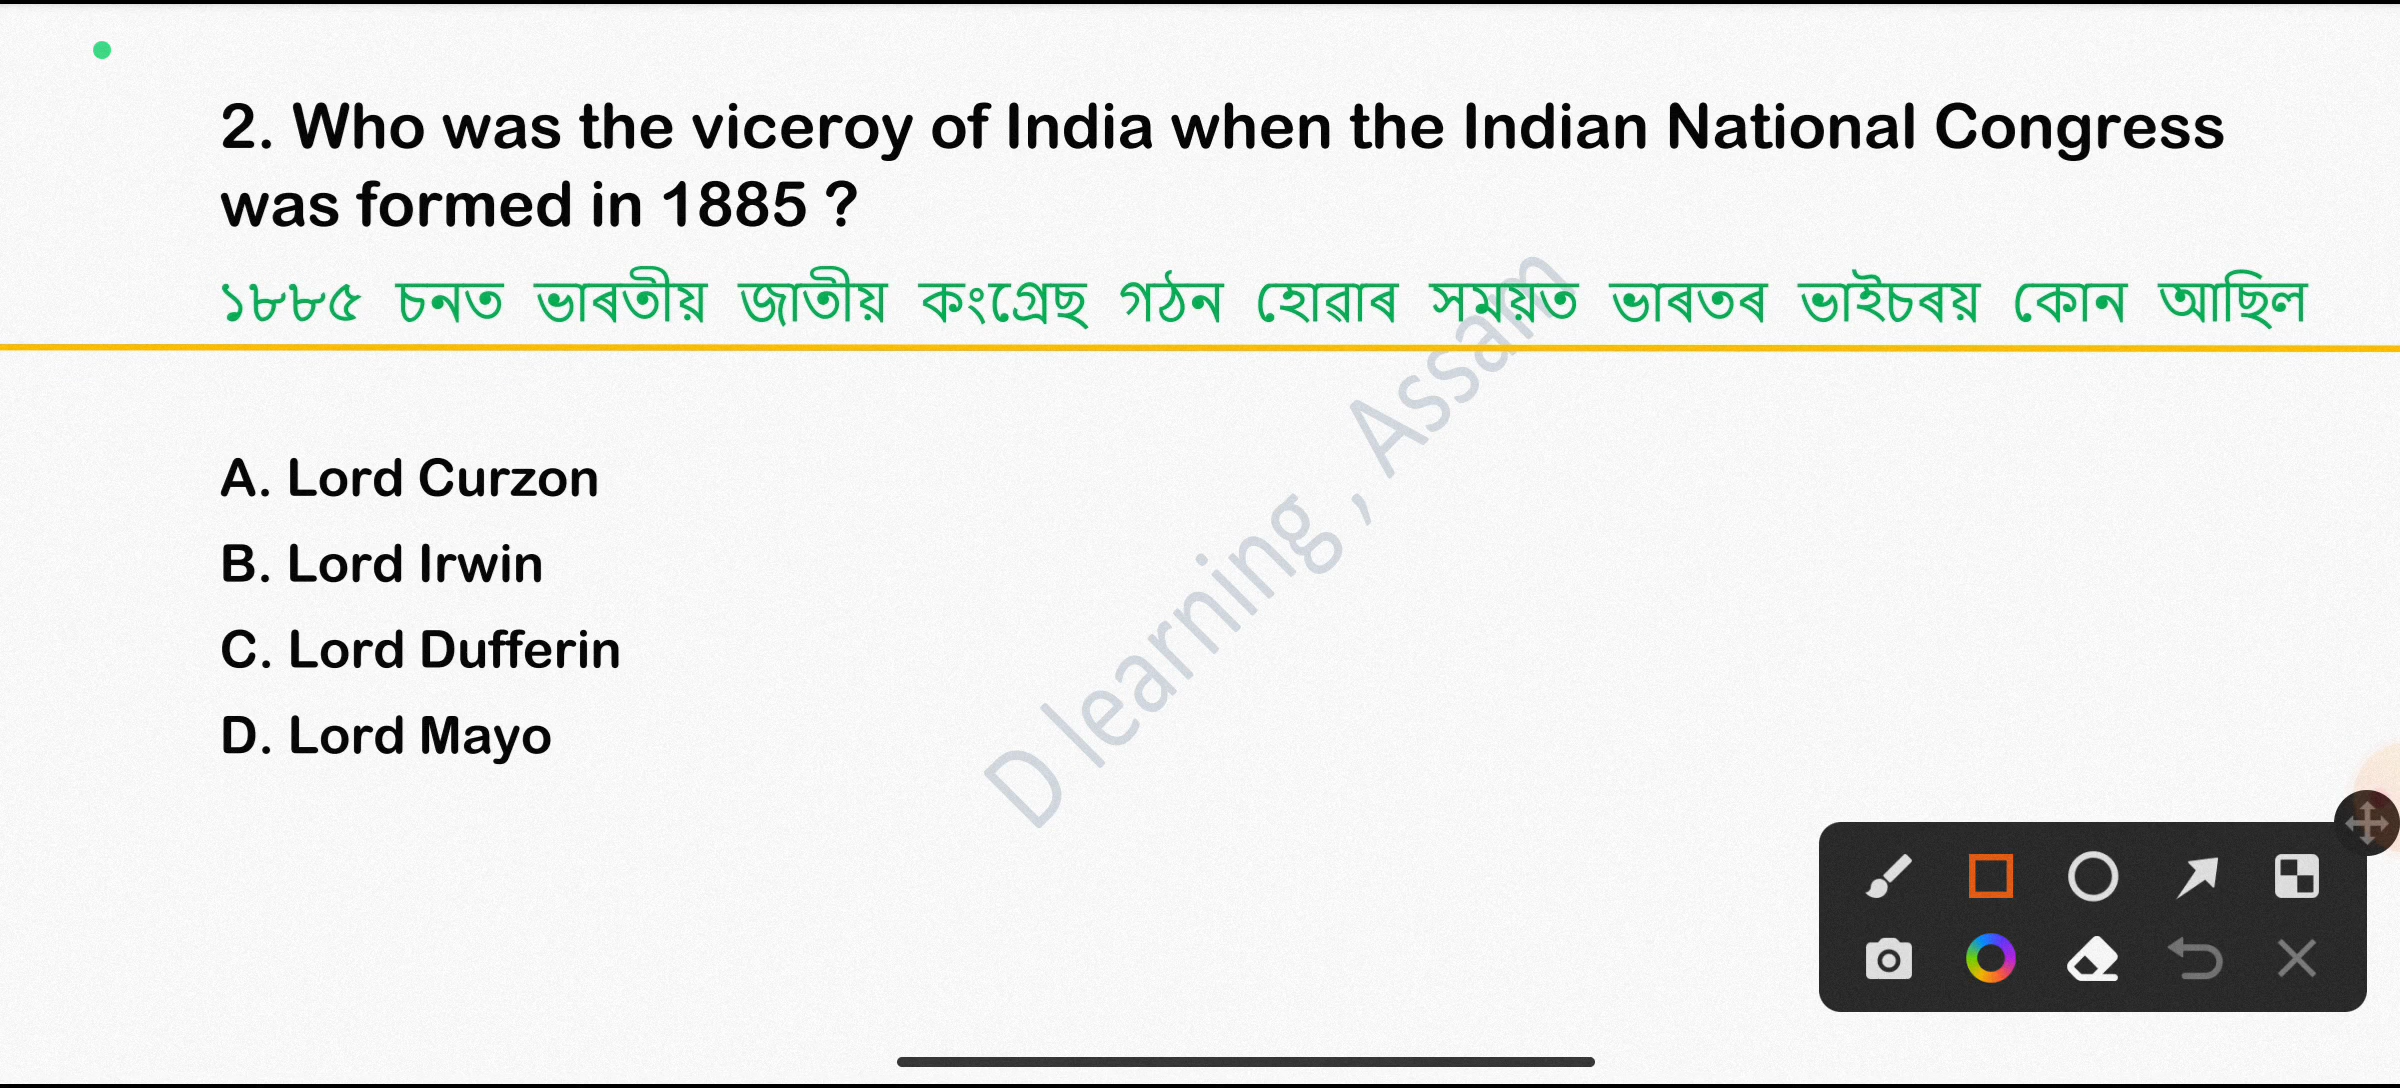 2. Who was the viceroy of India when the Indian National Congress
was formed in 1885 ?
১৮৮৫ চনত ভাৰতীয় জাতীয় কংগ্ৰেছ গঠন হোৱাৰ সময়ত ভাৰতৰ ভাইচৰয় কোন আছিল
A. Lord Curzon
B. Lord Irwin
C. Lord Dufferin
D. Lord Mayo
D learning , Assam